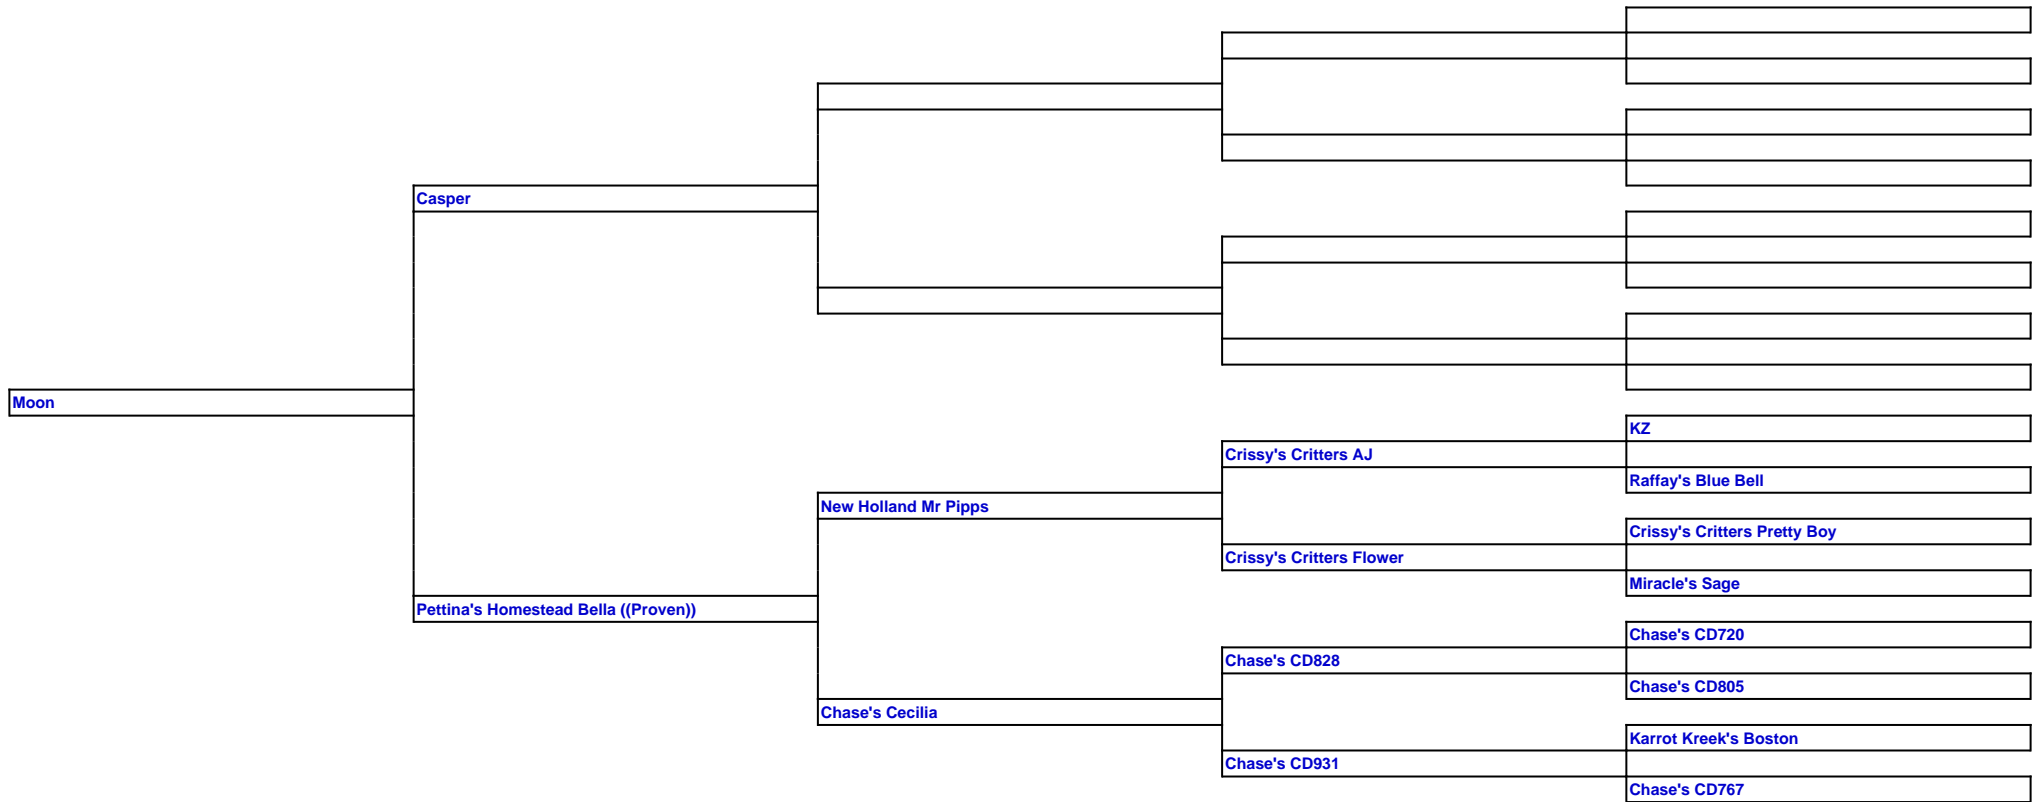 Casper
Moon
KZ
Crissy's Critters AJ
Raffay's Blue Bell
New Holland Mr Pipps
Crissy's Critters Pretty Boy
Crissy's Critters Flower
Miracle's Sage
Pettina's Homestead Bella ((Proven))
Chase's CD720
Chase's CD828
Chase's CD805
Chase's Cecilia
Karrot Kreek's Boston
Chase's CD931
Chase's CD767